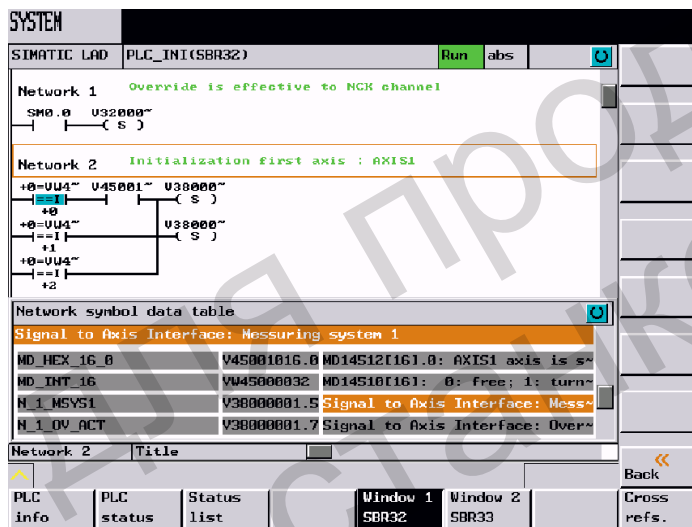 SYSTEM
SIMATIC LAD PLC_INI(SBR32) Run abs
Network 1 Override is effective to NCK channel
SM0.0 V32000~
( S )
Network 2 Initialization first axis : AXIS1
+0=VW4~ V45001~ V38000~
==I ( S )
+0
+0=VW4~ V38000~
==I ( S )
+1
+0=VW4~
==I
+2
Network symbol data table
Signal to Axis Interface: Messuring system 1
MD_HEX_16_0 V45001016.0 MD14512[16].0: AXIS1 axis is s~
MD_INT_16 VW45000032 MD14510[16]: 0: free; 1: turn~
N_1_MSYS1 V38000001.5 Signal to Axis Interface: Mess~
N_1_OV_ACT V38000001.7 Signal to Axis Interface: Over~
Network 2 Title
Back
PLC info
PLC status
Status list
Window 1 SBR32
Window 2 SBR33
Cross refs.
для прод
станк